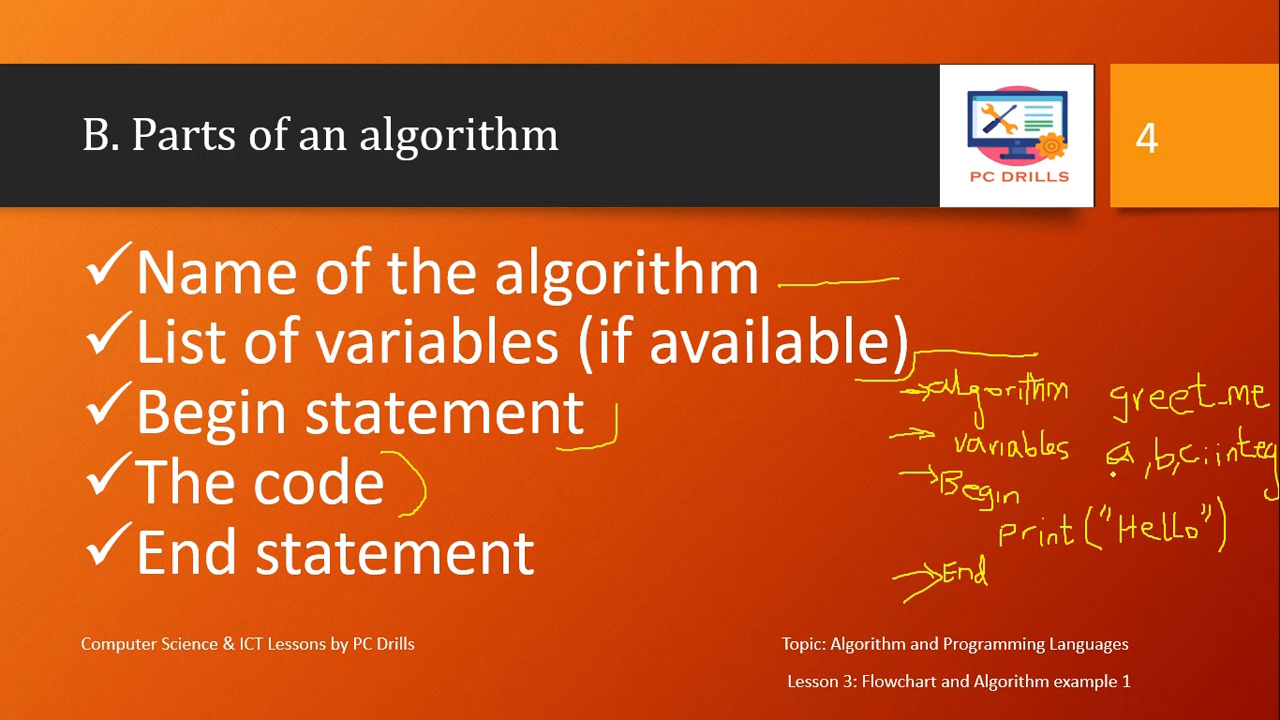 B. Parts of an algorithm
PC DRILLS
4
✓Name of the algorithm
✓List of variables (if available)
✓Begin statement
✓The code
✓End statement
→algorithm greet_me
→ variables a,b,c:integ
→Begin
print("Hello")
→End
Computer Science & ICT Lessons by PC Drills
Topic: Algorithm and Programming Languages
Lesson 3: Flowchart and Algorithm example 1